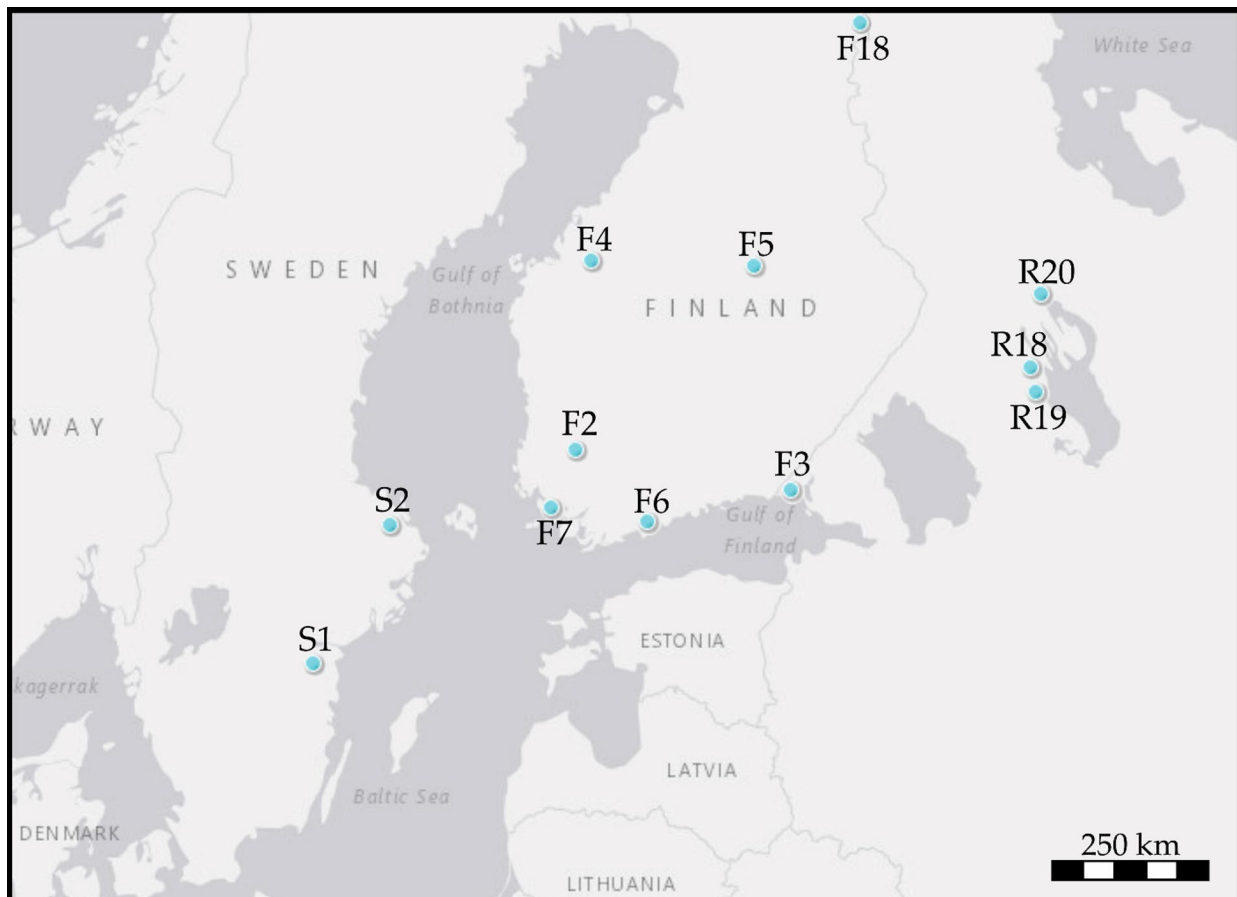 White Sea
F18
F4
F5
SWEDEN
Gulf of
Bothnia
R20
FINLAND
R18
RWAY
F2
R19
F3
S2
F6
Gulf of
Finland
F7
S1
ESTONIA
kagerrak
LATVIA
Baltic Sea
DENMARK
250 km
LITHUANIA